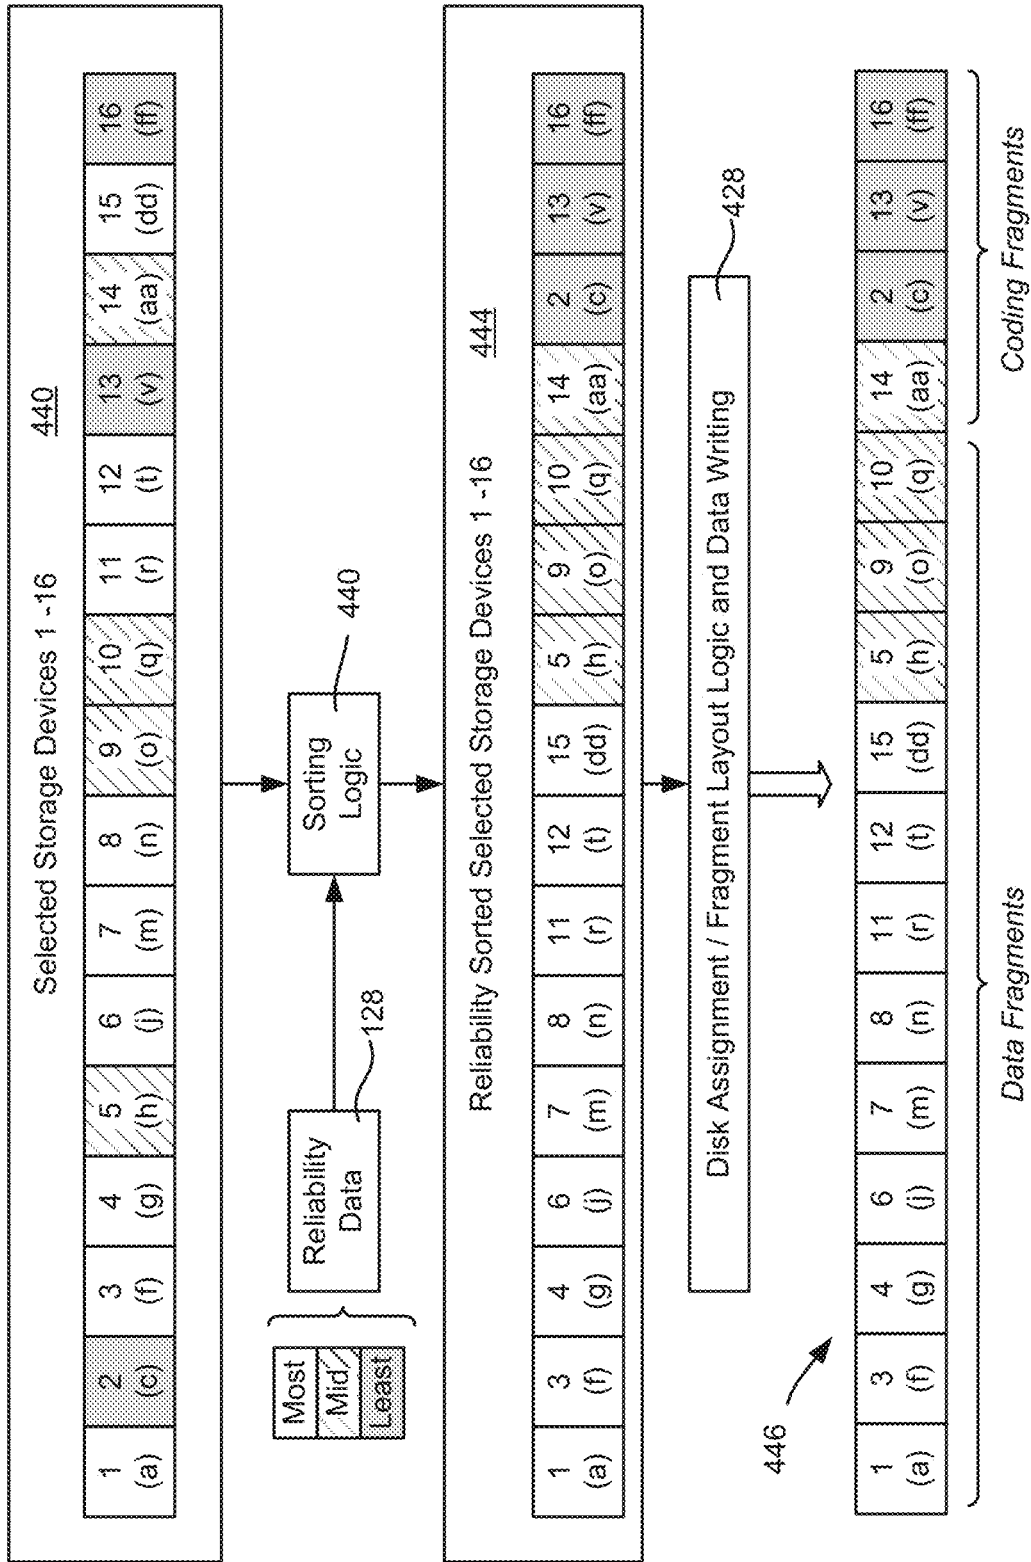 Selected Storage Devices 1 -16
440
1 2 3 4 5 6 7 8 9 10 11 12 13 14 15 16
(a) (c) (f) (g) (h) (j) (m) (n) (o) (q) (r) (t) (v) (aa) (dd) (ff)
Most
Mid
Least
Reliability
Data
128
Sorting
Logic
440
Reliability Sorted Selected Storage Devices 1 -16
444
1 3 4 6 7 8 11 12 15 5 9 10 14 2 13 16
(a) (f) (g) (j) (m) (n) (r) (t) (dd) (h) (o) (q) (aa) (c) (v) (ff)
Disk Assignment / Fragment Layout Logic and Data Writing
428
446
1 3 4 6 7 8 11 12 15 5 9 10 14 2 13 16
(a) (f) (g) (j) (m) (n) (r) (t) (dd) (h) (o) (q) (aa) (c) (v) (ff)
Data Fragments
Coding Fragments